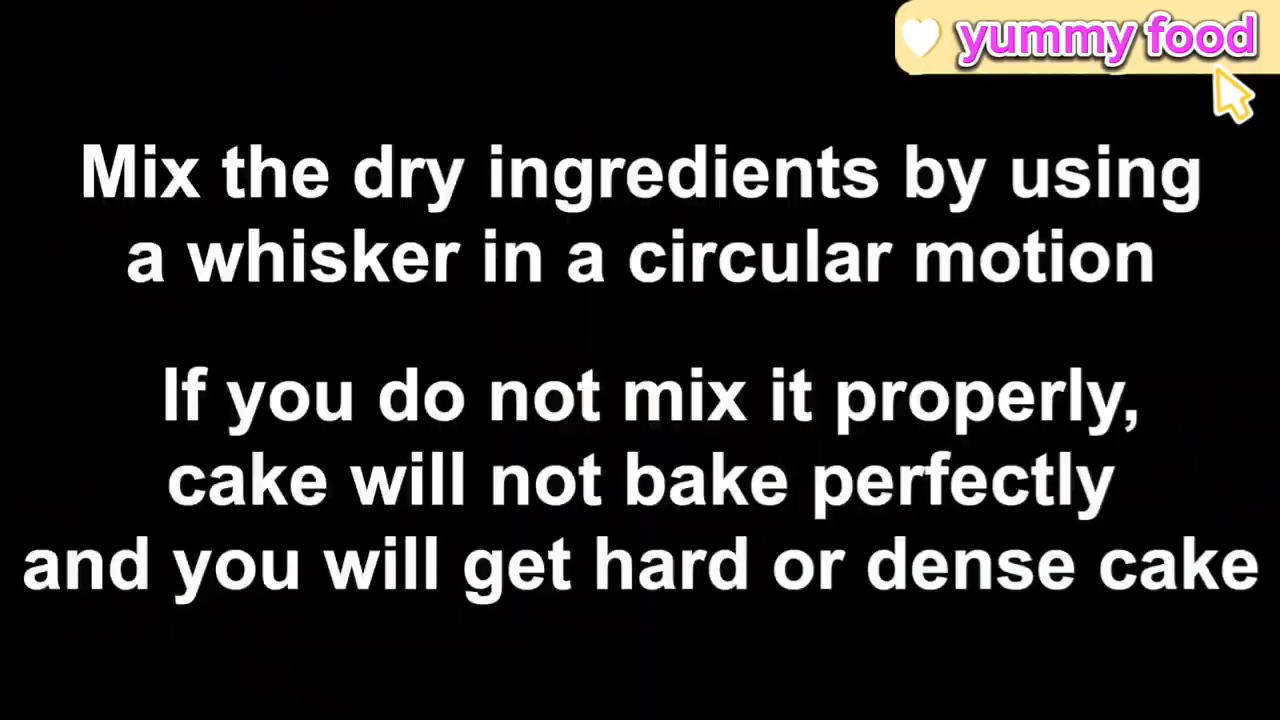 yummy food
Mix the dry ingredients by using
a whisker in a circular motion
If you do not mix it properly,
cake will not bake perfectly
and you will get hard or dense cake